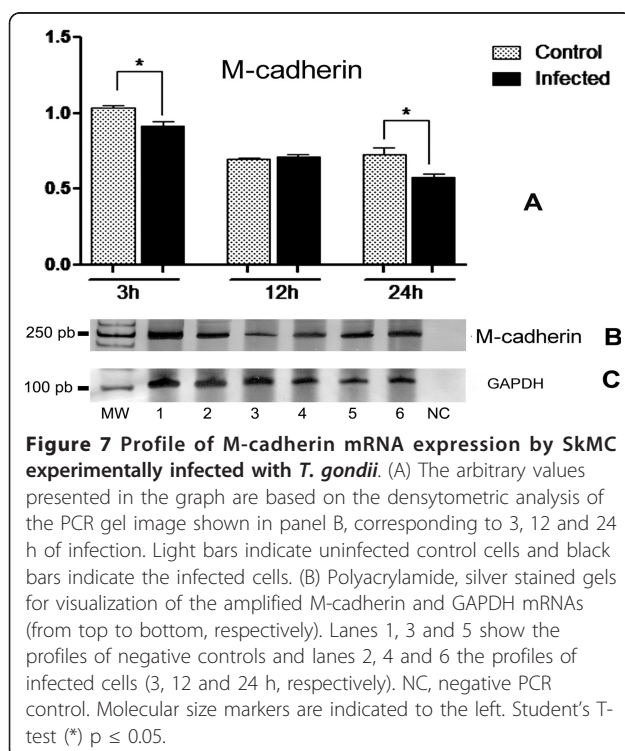 1.5
Control
M-cadherin
Infected
*
*
1.0
0.5
A
0.0
3h 12h 24h
250 pb M-cadherin B
100 pb GAPDH C
MW 1 2 3 4 5 6 NC
Figure 7 Profile of M-cadherin mRNA expression by SkMC
experimentally infected with T. gondii. (A) The arbitrary values
presented in the graph are based on the densytometric analysis of
the PCR gel image shown in panel B, corresponding to 3, 12 and 24
h of infection. Light bars indicate uninfected control cells and black
bars indicate the infected cells. (B) Polyacrylamide, silver stained gels
for visualization of the amplified M-cadherin and GAPDH mRNAs
(from top to bottom, respectively). Lanes 1, 3 and 5 show the
profiles of negative controls and lanes 2, 4 and 6 the profiles of
infected cells (3, 12 and 24 h, respectively). NC, negative PCR
control. Molecular size markers are indicated to the left. Student's T-
test (*) p ≤ 0.05.